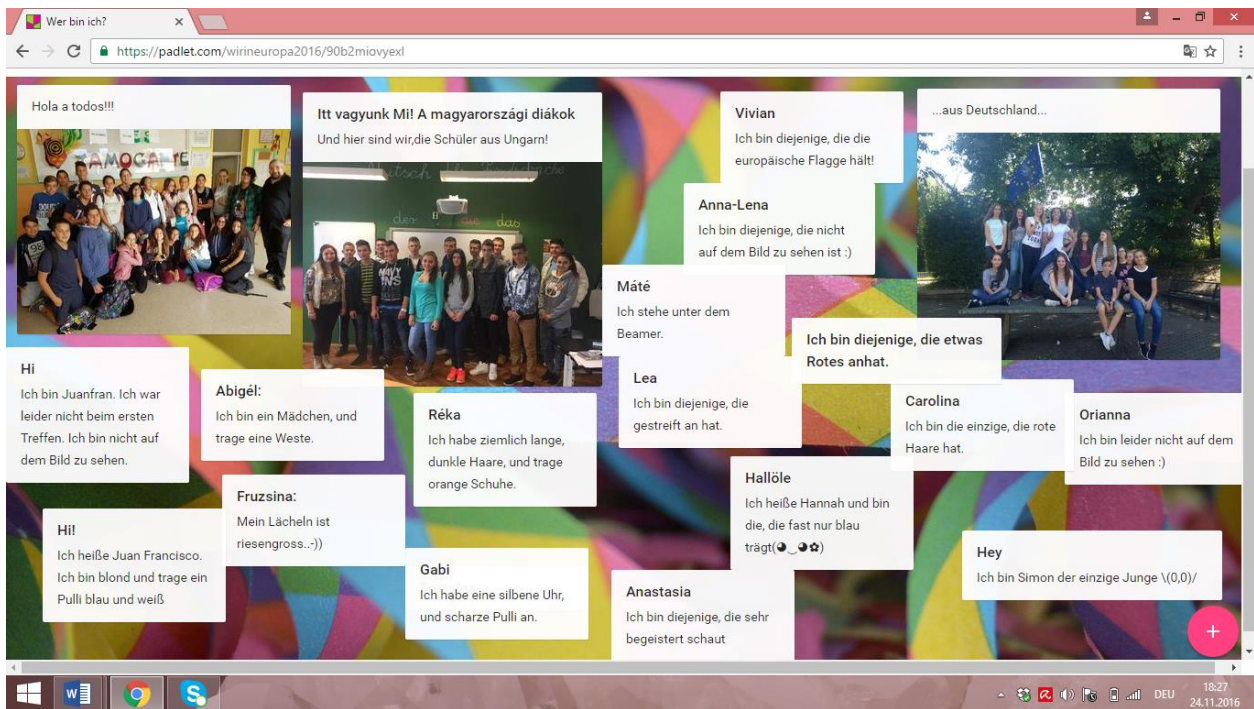 Wer bin ich?
https://padlet.com/wirineuropa2016/90b2miovyexl
Hola a todos!!!
Itt vagyunk Mi! A magyarországi diákok
Und hier sind wir,die Schüler aus Ungarn!
der die das
Vivian
Ich bin diejenige, die die
europäische Flagge hält!
...aus Deutschland...
Anna-Lena
Ich bin diejenige, die nicht
auf dem Bild zu sehen ist :)
Máté
Ich stehe unter dem
Beamer.
Ich bin diejenige, die etwas
Rotes anhat.
Hi
Ich bin Juanfran. Ich war
leider nicht beim ersten
Treffen. Ich bin nicht auf
dem Bild zu sehen.
Abigél:
Ich bin ein Mädchen, und
trage eine Weste.
Réka
Ich habe ziemlich lange,
dunkle Haare, und trage
orange Schuhe.
Lea
Ich bin diejenige, die
gestreift an hat.
Carolina
Ich bin die einzige, die rote
Haare hat.
Orianna
Ich bin leider nicht auf dem
Bild zu sehen :)
Fruzsina:
Mein Lächeln ist
riesengross..-))
Hallöle
Ich heiße Hannah und bin
die, die fast nur blau
trägt(◕‿◕✿)
Hi!
Ich heiße Juan Francisco.
Ich bin blond und trage ein
Pulli blau und weiß
Gabi
Ich habe eine silbene Uhr,
und scharze Pulli an.
Anastasia
Ich bin diejenige, die sehr
begeistert schaut
Hey
Ich bin Simon der einzige Junge \(0,0)/
+
DEU
18:27
24.11.2016